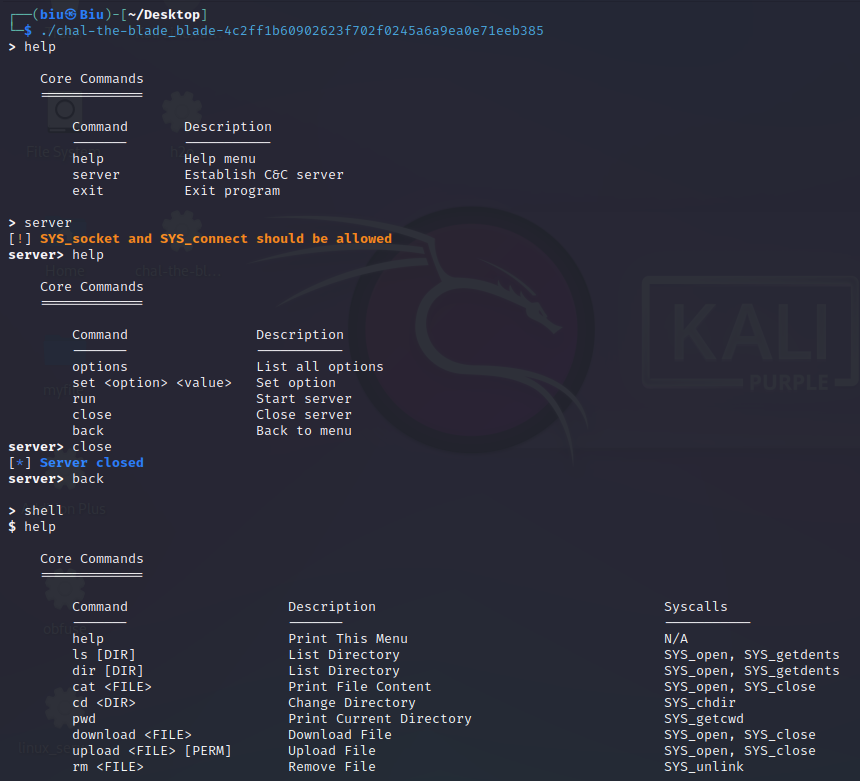 ┌──(biu㉿Biu)-[~/Desktop]
└─$ ./chal-the-blade_blade-4c2ff1b60902623f702f0245a6a9ea0e71eeb385
> help
Core Commands
Command Description
help Help menu
server Establish C&C server
exit Exit program
> server
[!] SYS_socket and SYS_connect should be allowed
server> help
Core Commands
Command Description
options List all options
set <option> <value> Set option
run Start server
close Close server
back Back to menu
server> close
[*] Server closed
server> back
> shell
$ help
Core Commands
Command Description Syscalls
help Print This Menu N/A
ls [DIR] List Directory SYS_open, SYS_getdents
dir [DIR] List Directory SYS_open, SYS_getdents
cat <FILE> Print File Content SYS_open, SYS_close
cd <DIR> Change Directory SYS_chdir
pwd Print Current Directory SYS_getcwd
download <FILE> Download File SYS_open, SYS_close
upload <FILE> [PERM] Upload File SYS_open, SYS_close
rm <FILE> Remove File SYS_unlink
KALI
PURPLE
File System
Home
chal-the-bl...